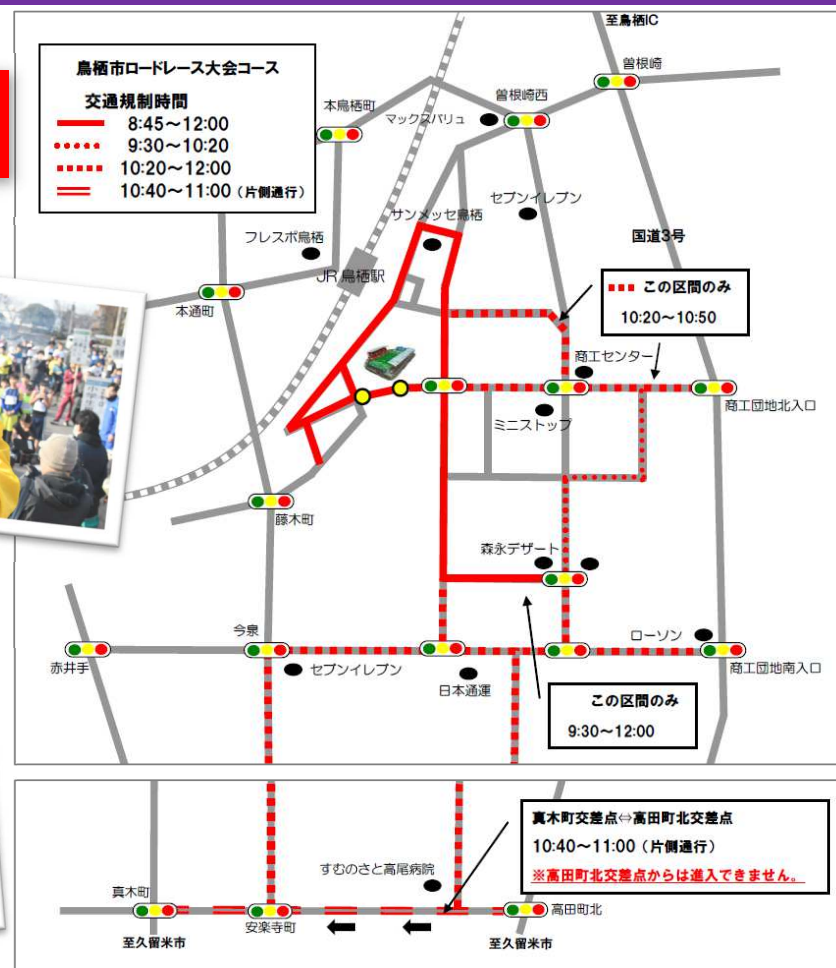 至鳥栖IC
鳥栖市ロードレース大会コース
交通規制時間
8:45～12:00
9:30～10:20
10:20～12:00
10:40～11:00（片側通行）
曽根崎
本鳥栖町
曽根崎西
マックスバリュ
セブンイレブン
サンメッセ鳥栖
フレスポ鳥栖
国道3号
JR 鳥栖駅
この区間のみ
10:20～10:50
本通町
商工センター
商工団地北入口
ミニストップ
藤木町
森永デザート
今泉
ローソン
赤井手
セブンイレブン
日本通運
商工団地南入口
この区間のみ
9:30～12:00
真木町交差点⇔高田町北交差点
10:40～11:00（片側通行）
※高田町北交差点からは進入できません。
すむのさと高尾病院
真木町
安楽寺町
高田町北
至久留米市
至久留米市